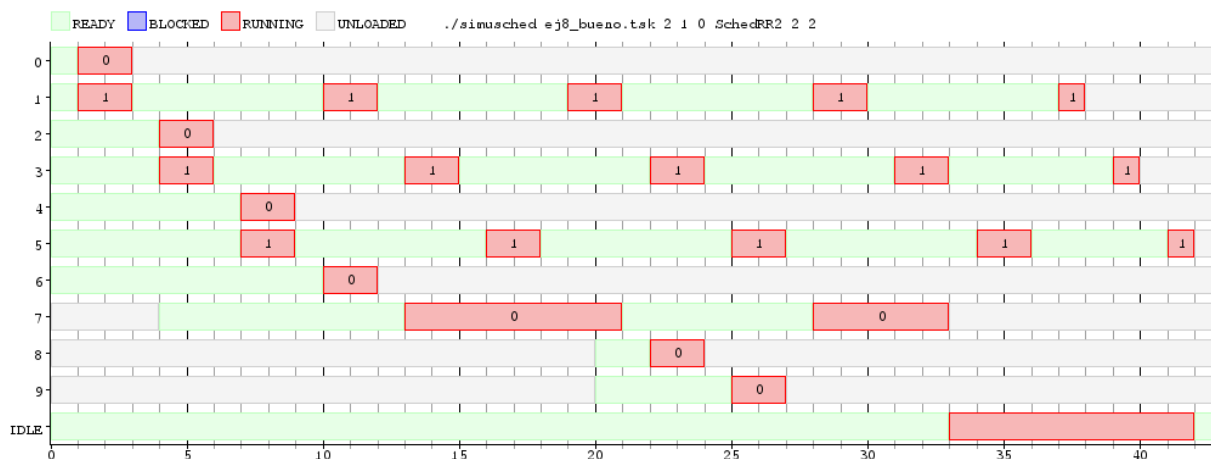 READY BLOCKED RUNNING UNLOADED ./simusched ej8_bueno.tsk 2 1 0 SchedRR2 2 2
0 0
1 1 1 1 1 1
2 0
3 1 1 1 1 1
4 0
5 1 1 1 1 1
6 0
7 0 0
8 0
9 0
IDLE
0 5 10 15 20 25 30 35 40